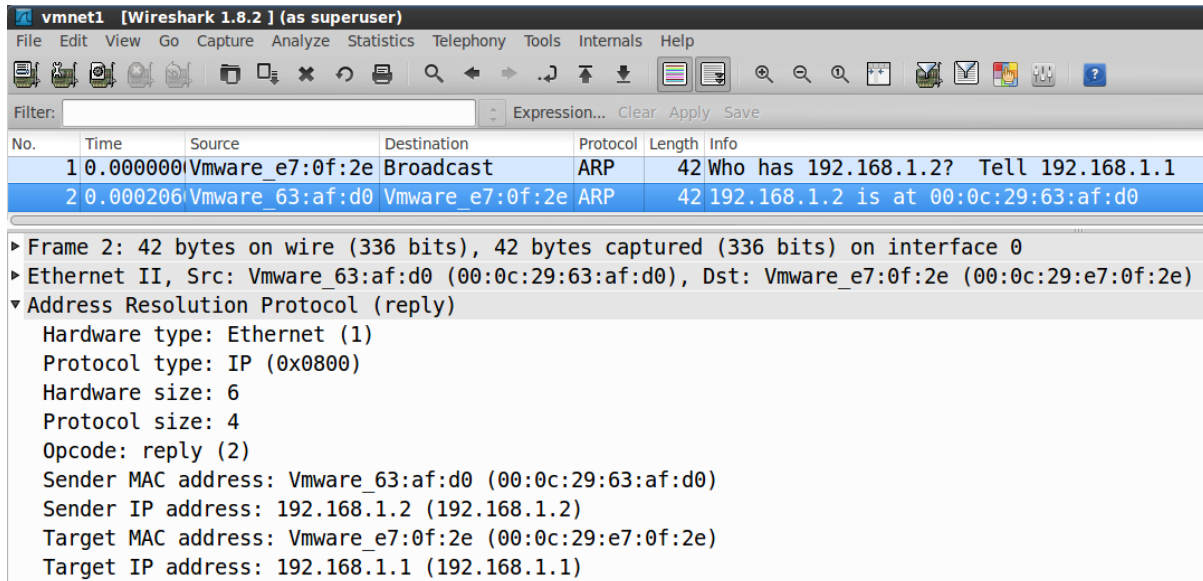 vmnet1 [Wireshark 1.8.2 ] (as superuser)
File Edit View Go Capture Analyze Statistics Telephony Tools Internals Help
Filter: Expression... Clear Apply Save
No. Time Source Destination Protocol Length Info
1 0.0000000 Vmware_e7:0f:2e Broadcast ARP 42 Who has 192.168.1.2? Tell 192.168.1.1
2 0.0002060 Vmware_63:af:d0 Vmware_e7:0f:2e ARP 42 192.168.1.2 is at 00:0c:29:63:af:d0
Frame 2: 42 bytes on wire (336 bits), 42 bytes captured (336 bits) on interface 0
Ethernet II, Src: Vmware_63:af:d0 (00:0c:29:63:af:d0), Dst: Vmware_e7:0f:2e (00:0c:29:e7:0f:2e)
Address Resolution Protocol (reply)
Hardware type: Ethernet (1)
Protocol type: IP (0x0800)
Hardware size: 6
Protocol size: 4
Opcode: reply (2)
Sender MAC address: Vmware_63:af:d0 (00:0c:29:63:af:d0)
Sender IP address: 192.168.1.2 (192.168.1.2)
Target MAC address: Vmware_e7:0f:2e (00:0c:29:e7:0f:2e)
Target IP address: 192.168.1.1 (192.168.1.1)